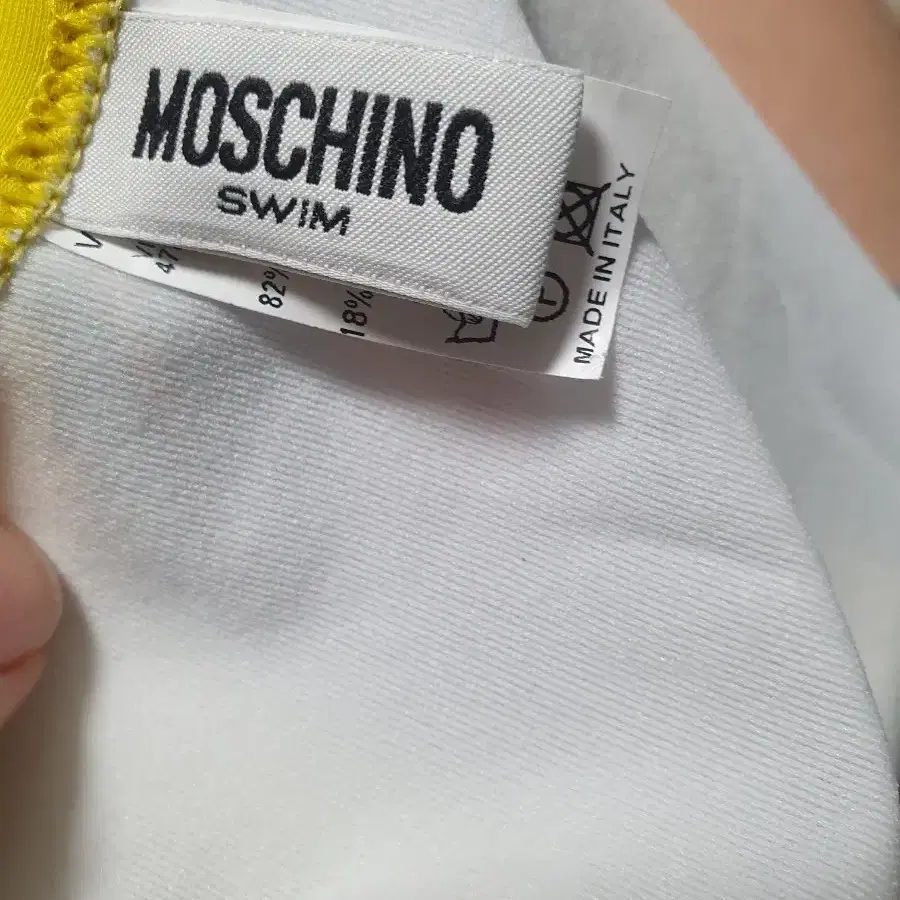 MOSCHINO
SWIM
82%
18%
MADE IN ITALY